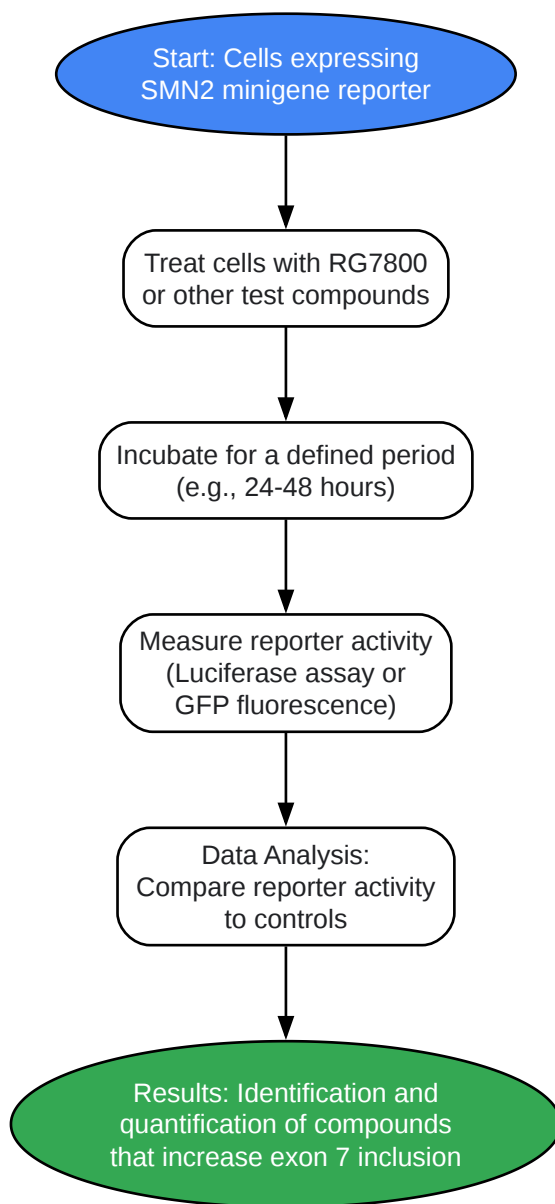 Start: Cells expressing
SMN2 minigene reporter
Treat cells with RG7800
or other test compounds
Incubate for a defined period
(e.g., 24-48 hours)
Measure reporter activity
(Luciferase assay or
GFP fluorescence)
Data Analysis:
Compare reporter activity
to controls
Results: Identification and
quantification of compounds
that increase exon 7 inclusion